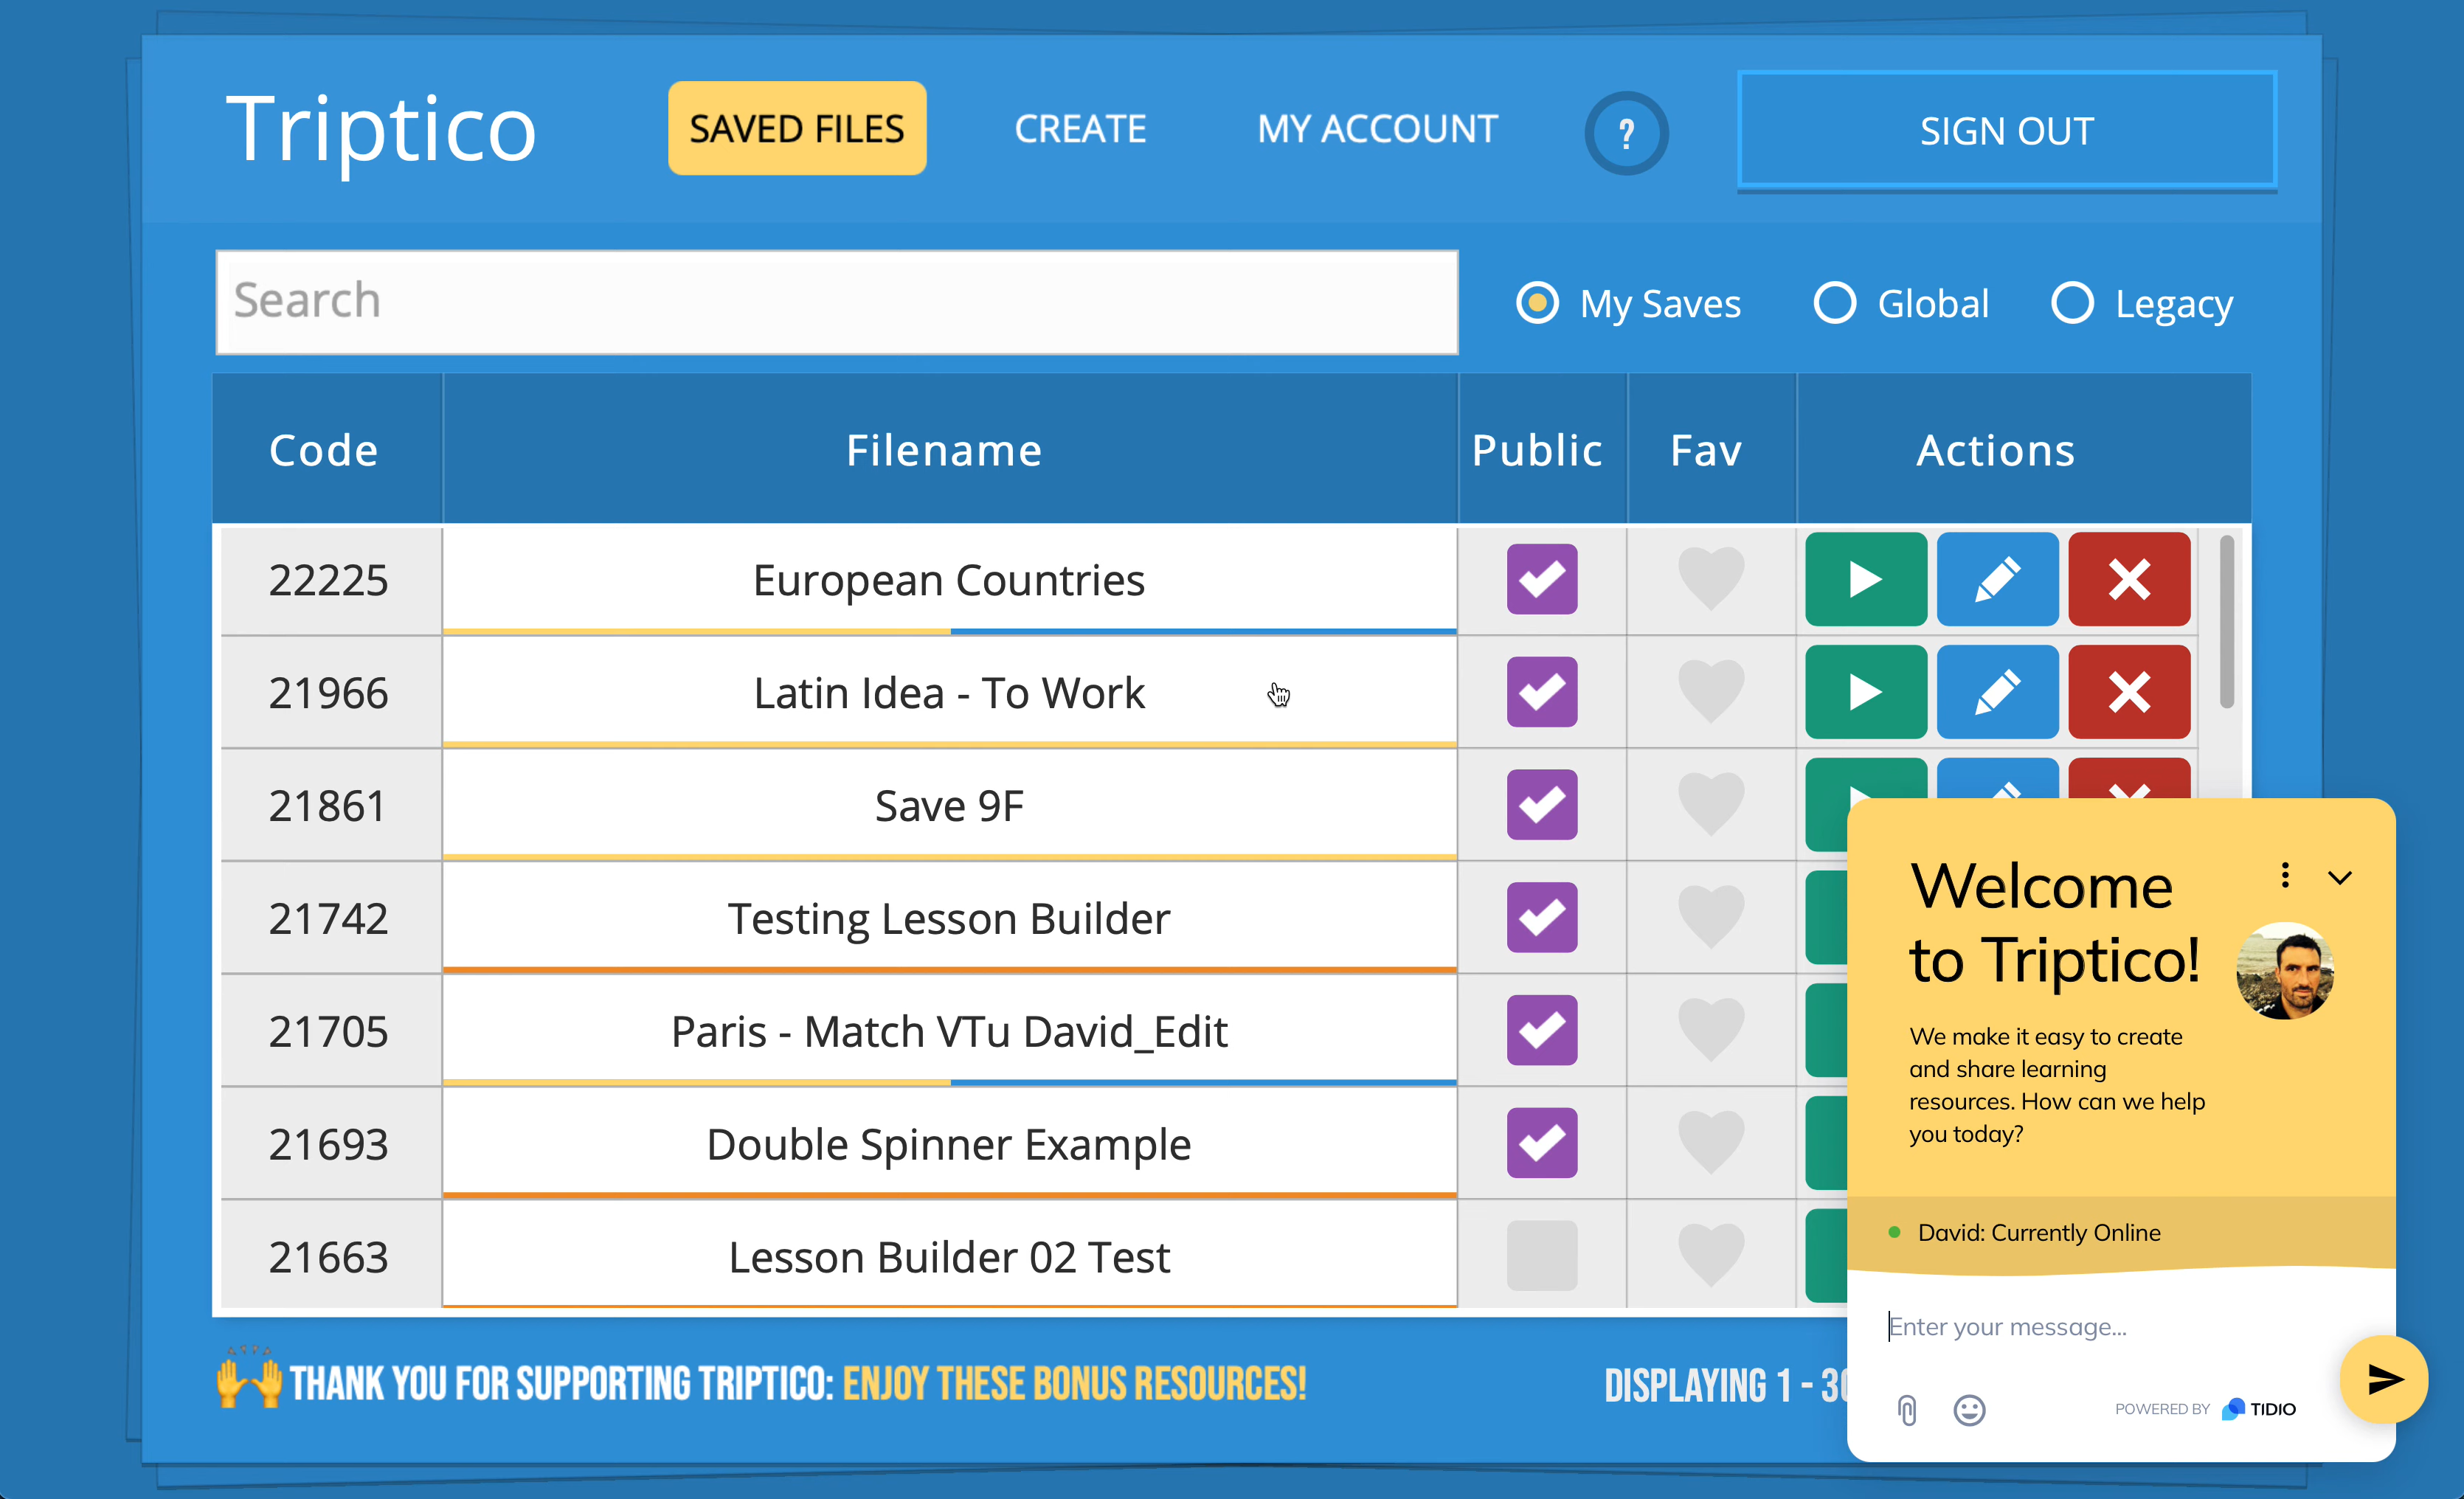 Triptico
SAVED FILES
CREATE
MY ACCOUNT
?
SIGN OUT
Search
My Saves
Global
Legacy
Code
Filename
Public
Fav
Actions
22225
European Countries
21966
Latin Idea - To Work
21861
Save 9F
21742
Testing Lesson Builder
21705
Paris - Match VTu David_Edit
21693
Double Spinner Example
21663
Lesson Builder 02 Test
THANK YOU FOR SUPPORTING TRIPTICO: ENJOY THESE BONUS RESOURCES!
DISPLAYING 1 - 30
Welcome
to Triptico!
We make it easy to create
and share learning
resources. How can we help
you today?
David: Currently Online
Enter your message...
POWERED BY TIDIO